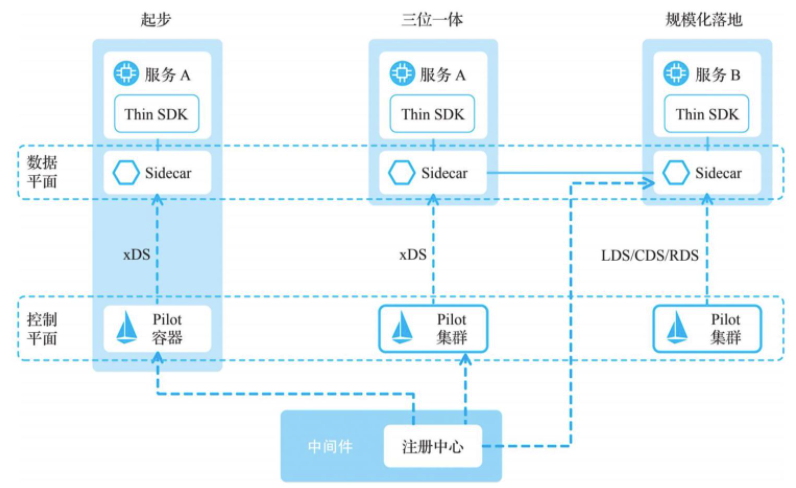 起步
三位一体
规模化落地
服务 A
服务 A
服务 B
Thin SDK
Thin SDK
Thin SDK
数据
平面
Sidecar
Sidecar
Sidecar
xDS
xDS
LDS/CDS/RDS
控制
平面
Pilot
容器
Pilot
集群
Pilot
集群
中间件
注册中心